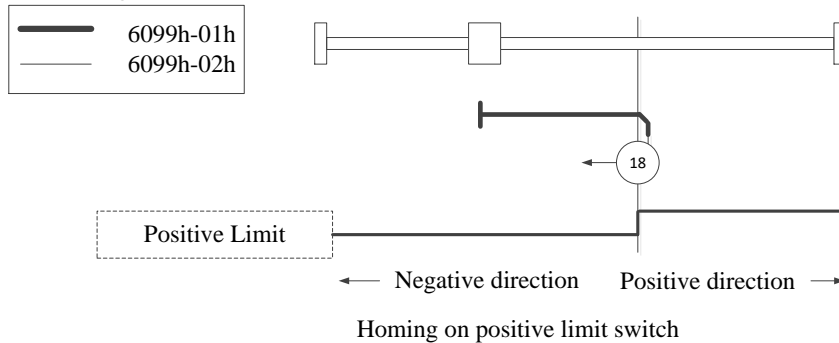 6099h-01h
6099h-02h
18
Positive Limit
Negative direction Positive direction
Homing on positive limit switch